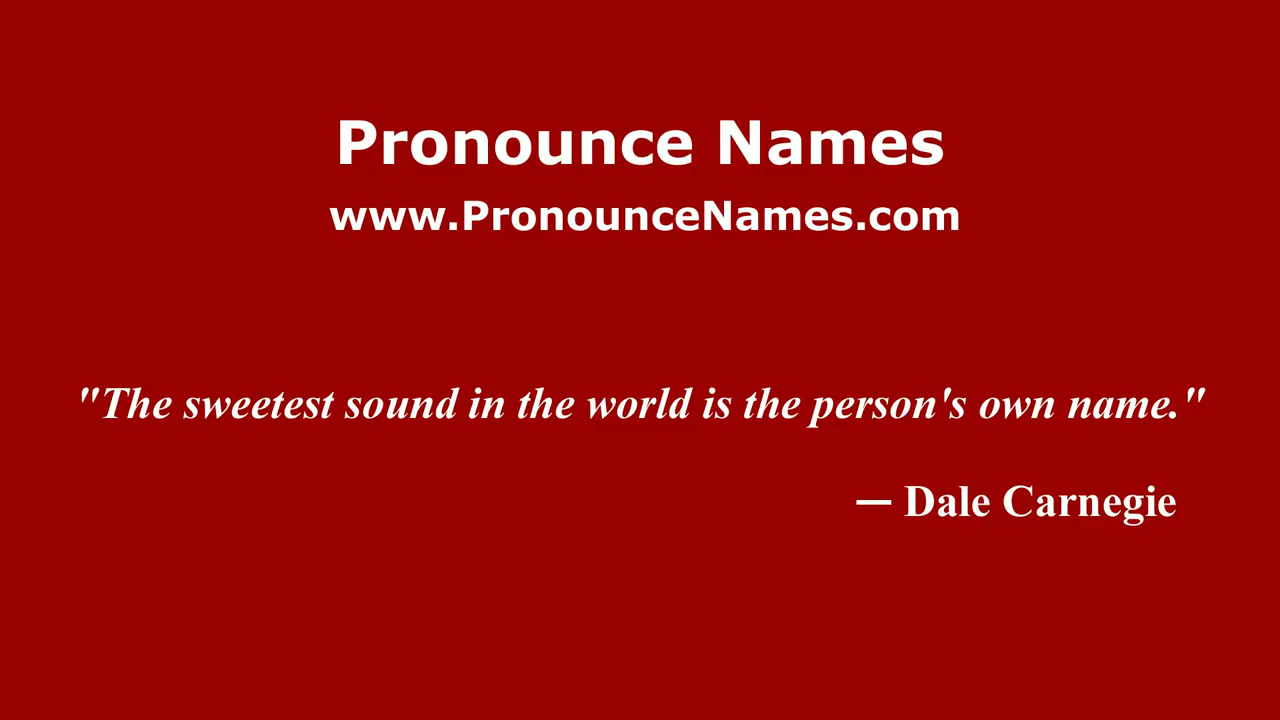 Pronounce Names
www.PronounceNames.com
"The sweetest sound in the world is the person's own name."
— Dale Carnegie